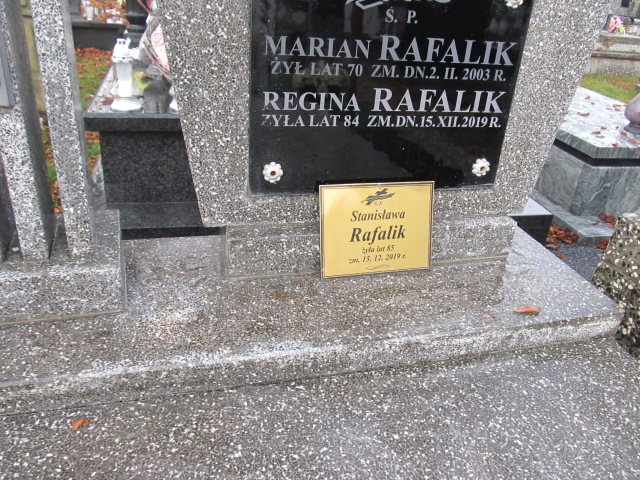 Ś. P.
MARIAN RAFALIK
ŻYŁ LAT 70 ZM. DN. 2. II. 2003 R.
REGINA RAFALIK
ŻYŁA LAT 84 ZM. DN. 15. XII. 2019 R.
Ś.P.
Stanisława
Rafalik
żyła lat 85
zm. 15. 12. 2019 r.